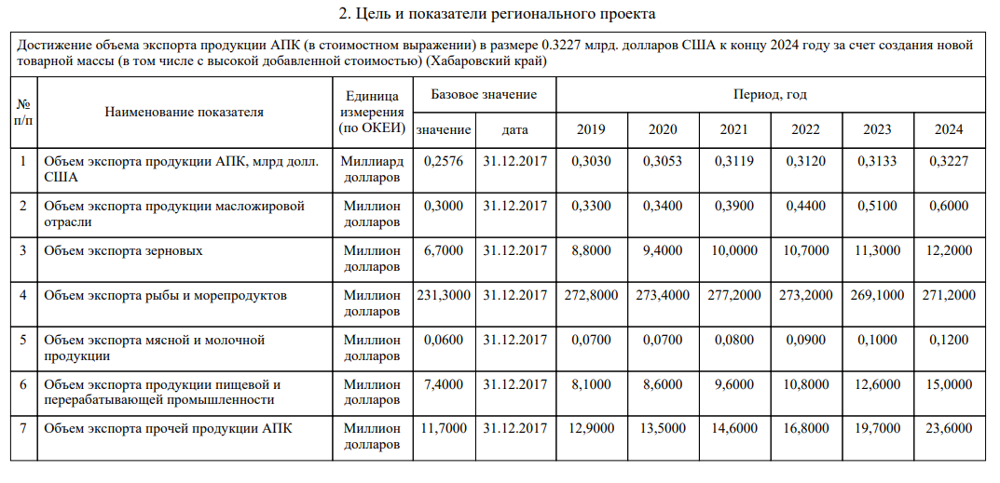 2. Цель и показатели регионального проекта
Достижение объема экспорта продукции АПК (в стоимостном выражении) в размере 0.3227 млрд. долларов США к концу 2024 году за счет создания новой
товарной массы (в том числе с высокой добавленной стоимостью) (Хабаровский край)
№ п/п Наименование показателя Единица измерения (по ОКЕИ) Базовое значение Период, год
значение дата 2019 2020 2021 2022 2023 2024
1 Объем экспорта продукции АПК, млрд долл. Миллиард 0,2576 31.12.2017 0,3030 0,3053 0,3119 0,3120 0,3133 0,3227
США долларов
2 Объем экспорта продукции масложировой Миллион 0,3000 31.12.2017 0,3300 0,3400 0,3900 0,4400 0,5100 0,6000
отрасли долларов
3 Объем экспорта зерновых Миллион 6,7000 31.12.2017 8,8000 9,4000 10,0000 10,7000 11,3000 12,2000
долларов
4 Объем экспорта рыбы и морепродуктов Миллион 231,3000 31.12.2017 272,8000 273,4000 277,2000 273,2000 269,1000 271,2000
долларов
5 Объем экспорта мясной и молочной Миллион 0,0600 31.12.2017 0,0700 0,0700 0,0800 0,0900 0,1000 0,1200
продукции долларов
6 Объем экспорта продукции пищевой и Миллион 7,4000 31.12.2017 8,1000 8,6000 9,6000 10,8000 12,6000 15,0000
перерабатывающей промышленности долларов
7 Объем экспорта прочей продукции АПК Миллион 11,7000 31.12.2017 12,9000 13,5000 14,6000 16,8000 19,7000 23,6000
долларов